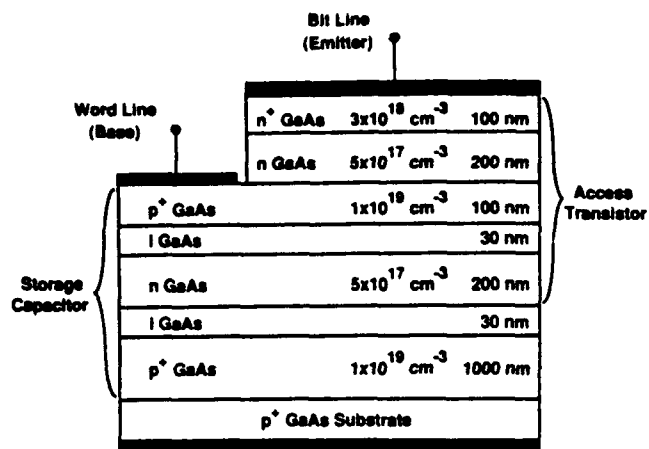 Bit Line
(Emitter)
Word Line
(Base)
n⁺ GaAs 3x10¹⁸ cm⁻³ 100 nm
n GaAs 5x10¹⁷ cm⁻³ 200 nm
p⁺ GaAs 1x10¹⁹ cm⁻³ 100 nm
i GaAs 30 nm
n GaAs 5x10¹⁷ cm⁻³ 200 nm
i GaAs 30 nm
p⁺ GaAs 1x10¹⁹ cm⁻³ 1000 nm
p⁺ GaAs Substrate
Access
Transistor
Storage
Capacitor